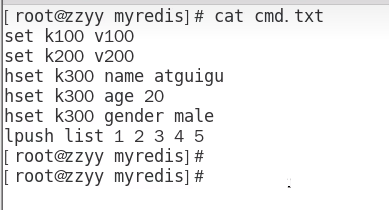 [root@zzyy myredis]# cat cmd.txt
set k100 v100
set k200 v200
hset k300 name atguigu
hset k300 age 20
hset k300 gender male
lpush list 1 2 3 4 5
[root@zzyy myredis]#
[root@zzyy myredis]#